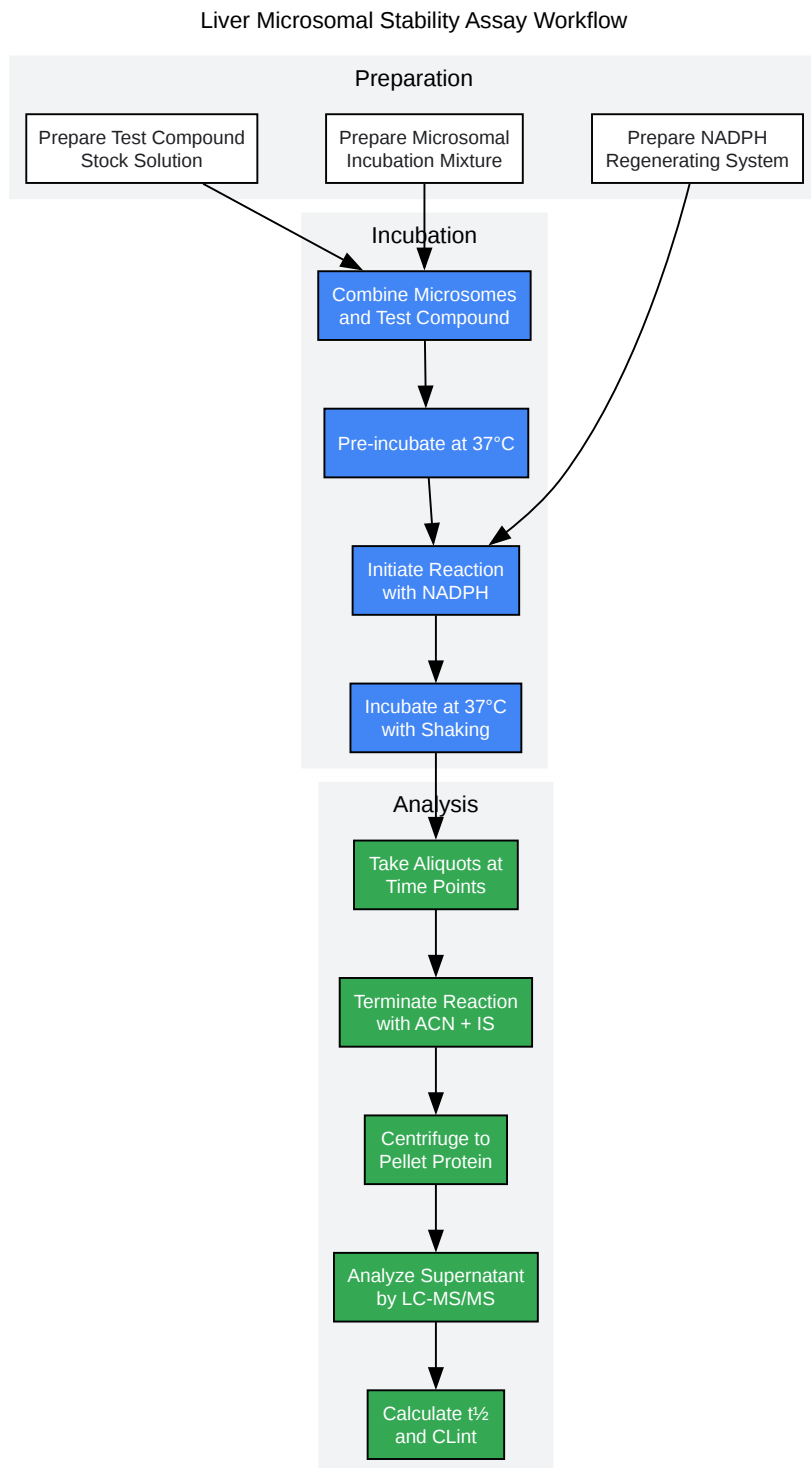 Liver Microsomal Stability Assay Workflow
Preparation
Prepare Test Compound
Stock Solution
Prepare Microsomal
Incubation Mixture
Prepare NADPH
Regenerating System
Incubation
Combine Microsomes
and Test Compound
Pre-incubate at 37°C
Initiate Reaction
with NADPH
Incubate at 37°C
with Shaking
Analysis
Take Aliquots at
Time Points
Terminate Reaction
with ACN + IS
Centrifuge to
Pellet Protein
Analyze Supernatant
by LC-MS/MS
Calculate t½
and CLint